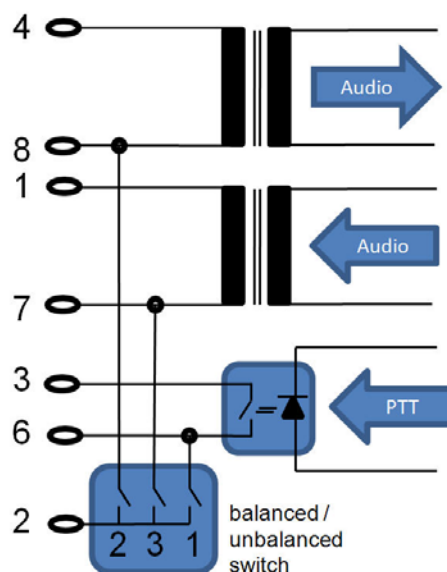 4
Audio
8
1
Audio
7
3
PTT
6
2
2 3 1
balanced /
unbalanced
switch